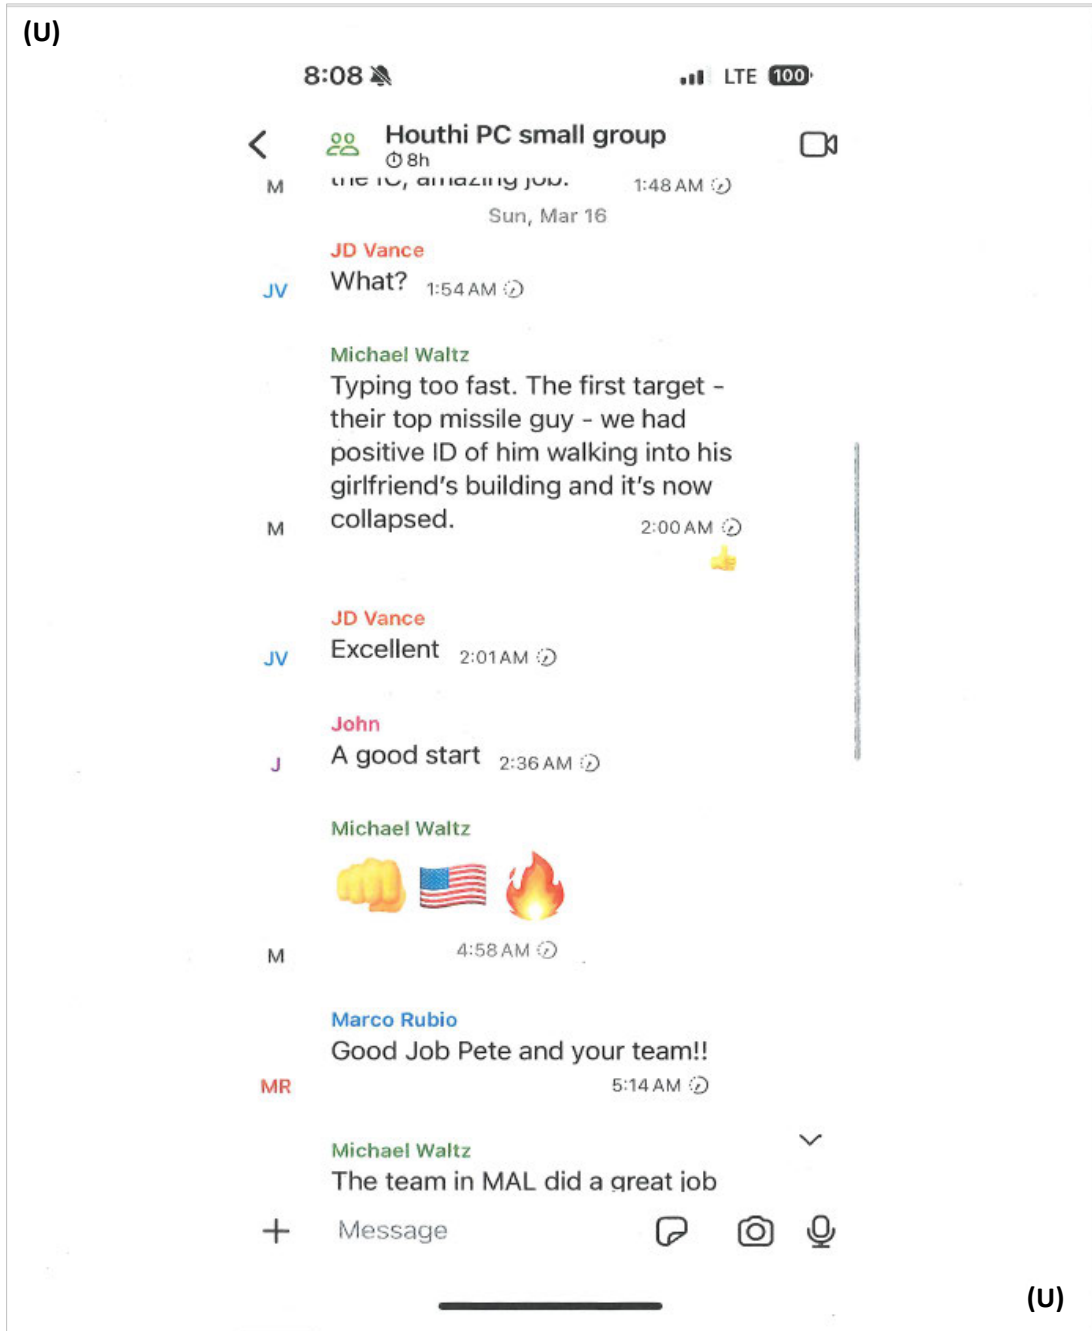 (U)
8:08
LTE 100
Houthi PC small group
8h
M the IC, amazing job. 1:48 AM
Sun, Mar 16
JD Vance
JV What? 1:54 AM
Michael Waltz
Typing too fast. The first target -
their top missile guy - we had
positive ID of him walking into his
girlfriend's building and it's now
M collapsed. 2:00 AM
👍
JD Vance
JV Excellent 2:01 AM
John
J A good start 2:36 AM
Michael Waltz
👊 🇺🇸 🔥
M 4:58 AM
Marco Rubio
Good Job Pete and your team!!
MR 5:14 AM
Michael Waltz
The team in MAL did a great job
Message
(U)